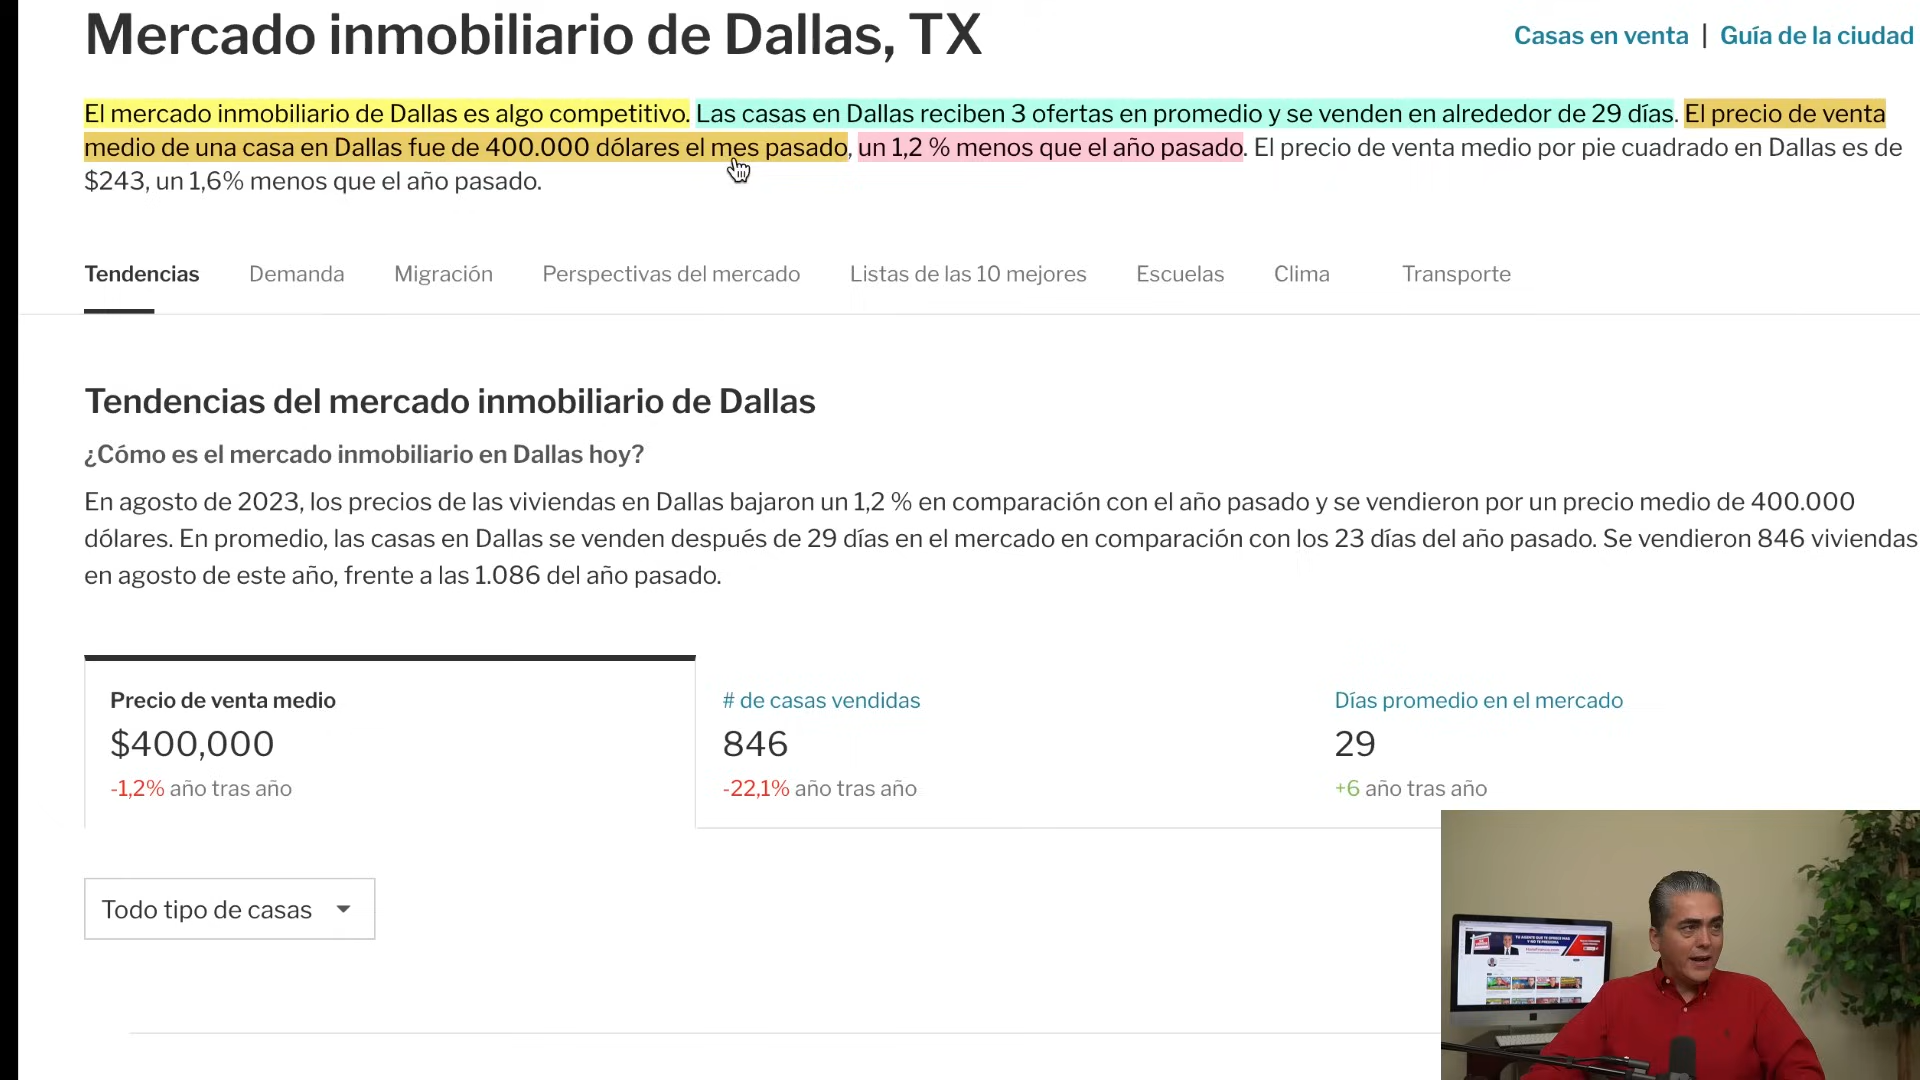 Mercado inmobiliario de Dallas, TX
Casas en venta | Guía de la ciudad
El mercado inmobiliario de Dallas es algo competitivo. Las casas en Dallas reciben 3 ofertas en promedio y se venden en alrededor de 29 días. El precio de venta
medio de una casa en Dallas fue de 400.000 dólares el mes pasado, un 1,2 % menos que el año pasado. El precio de venta medio por pie cuadrado en Dallas es de
$243, un 1,6% menos que el año pasado.
Tendencias Demanda Migración Perspectivas del mercado Listas de las 10 mejores Escuelas Clima Transporte
Tendencias del mercado inmobiliario de Dallas
¿Cómo es el mercado inmobiliario en Dallas hoy?
En agosto de 2023, los precios de las viviendas en Dallas bajaron un 1,2 % en comparación con el año pasado y se vendieron por un precio medio de 400.000
dólares. En promedio, las casas en Dallas se venden después de 29 días en el mercado en comparación con los 23 días del año pasado. Se vendieron 846 viviendas
en agosto de este año, frente a las 1.086 del año pasado.
Precio de venta medio
$400,000
-1,2% año tras año
# de casas vendidas
846
-22,1% año tras año
Días promedio en el mercado
29
+6 año tras año
Todo tipo de casas